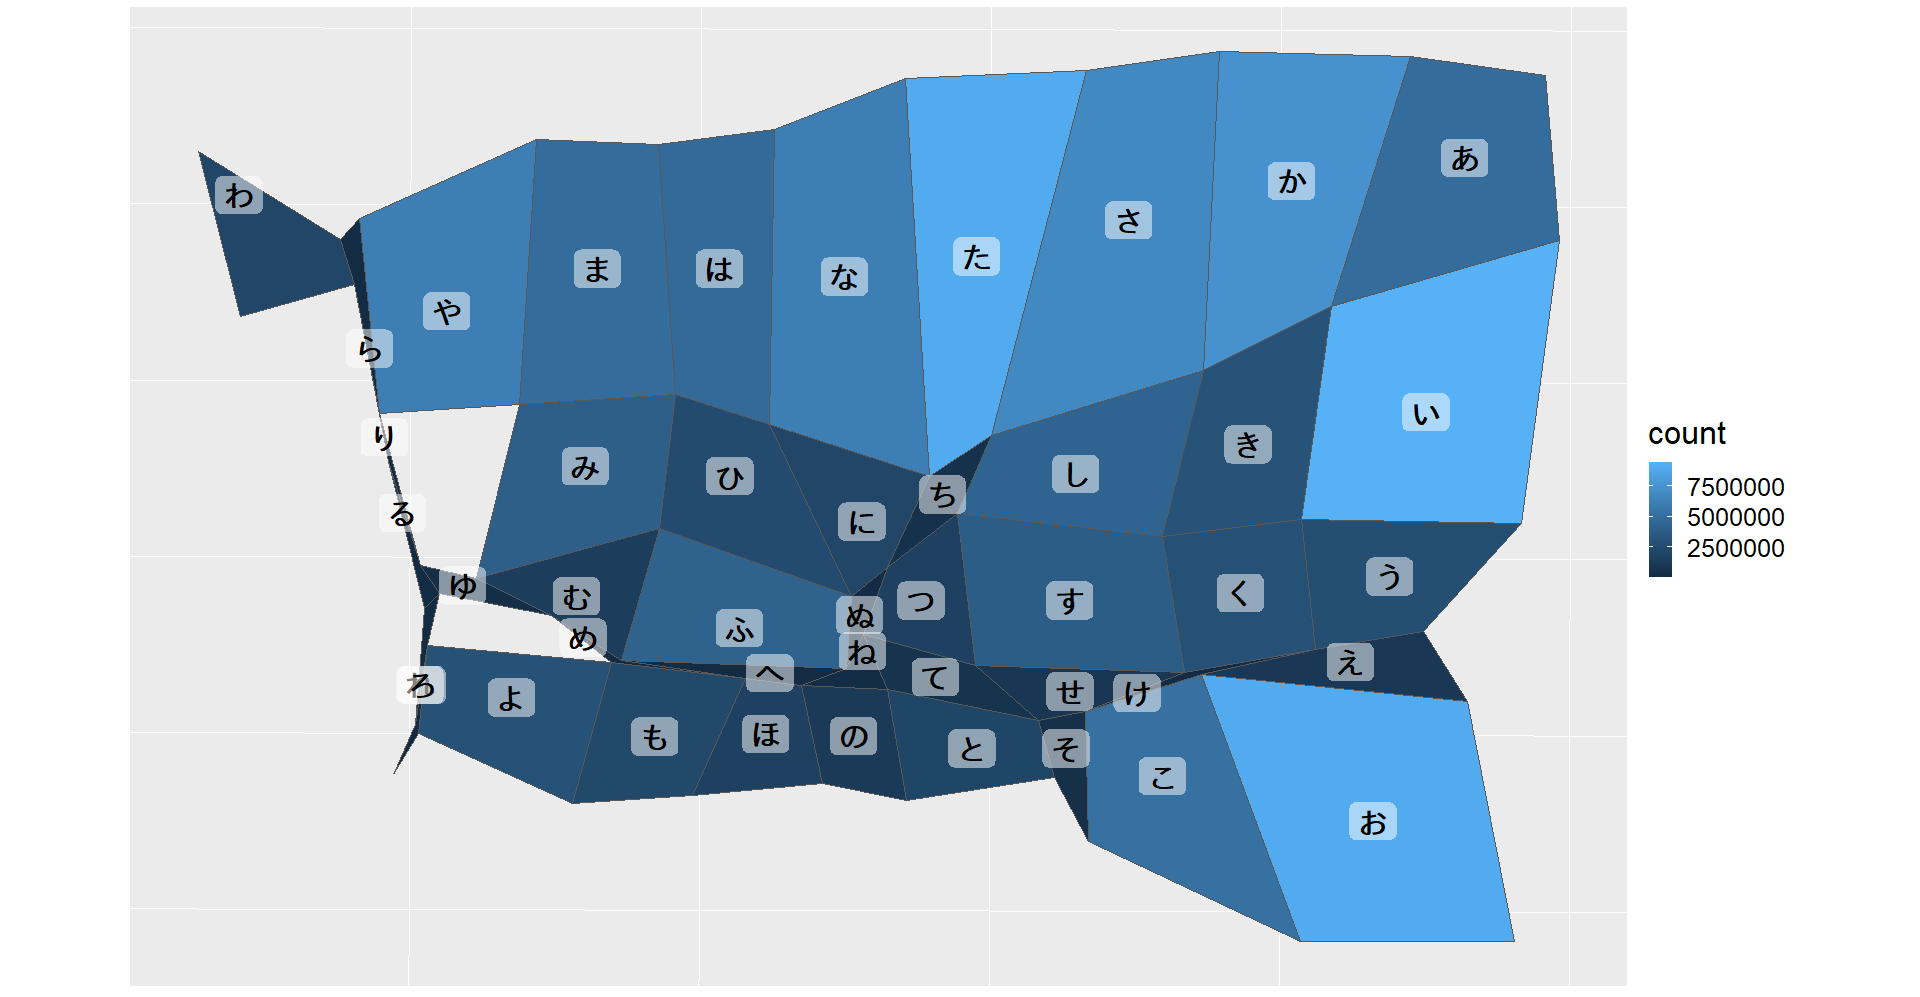 わ
や
ま
は
な
た
さ
か
あ
ら
り
る
み
ひ
に
ち
し
き
い
ゆ
む
め
ふ
ぬ
ね
つ
す
く
う
ろ
よ
も
へ
ほ
の
て
と
せ
け
そ
こ
え
お
count
7500000
5000000
2500000